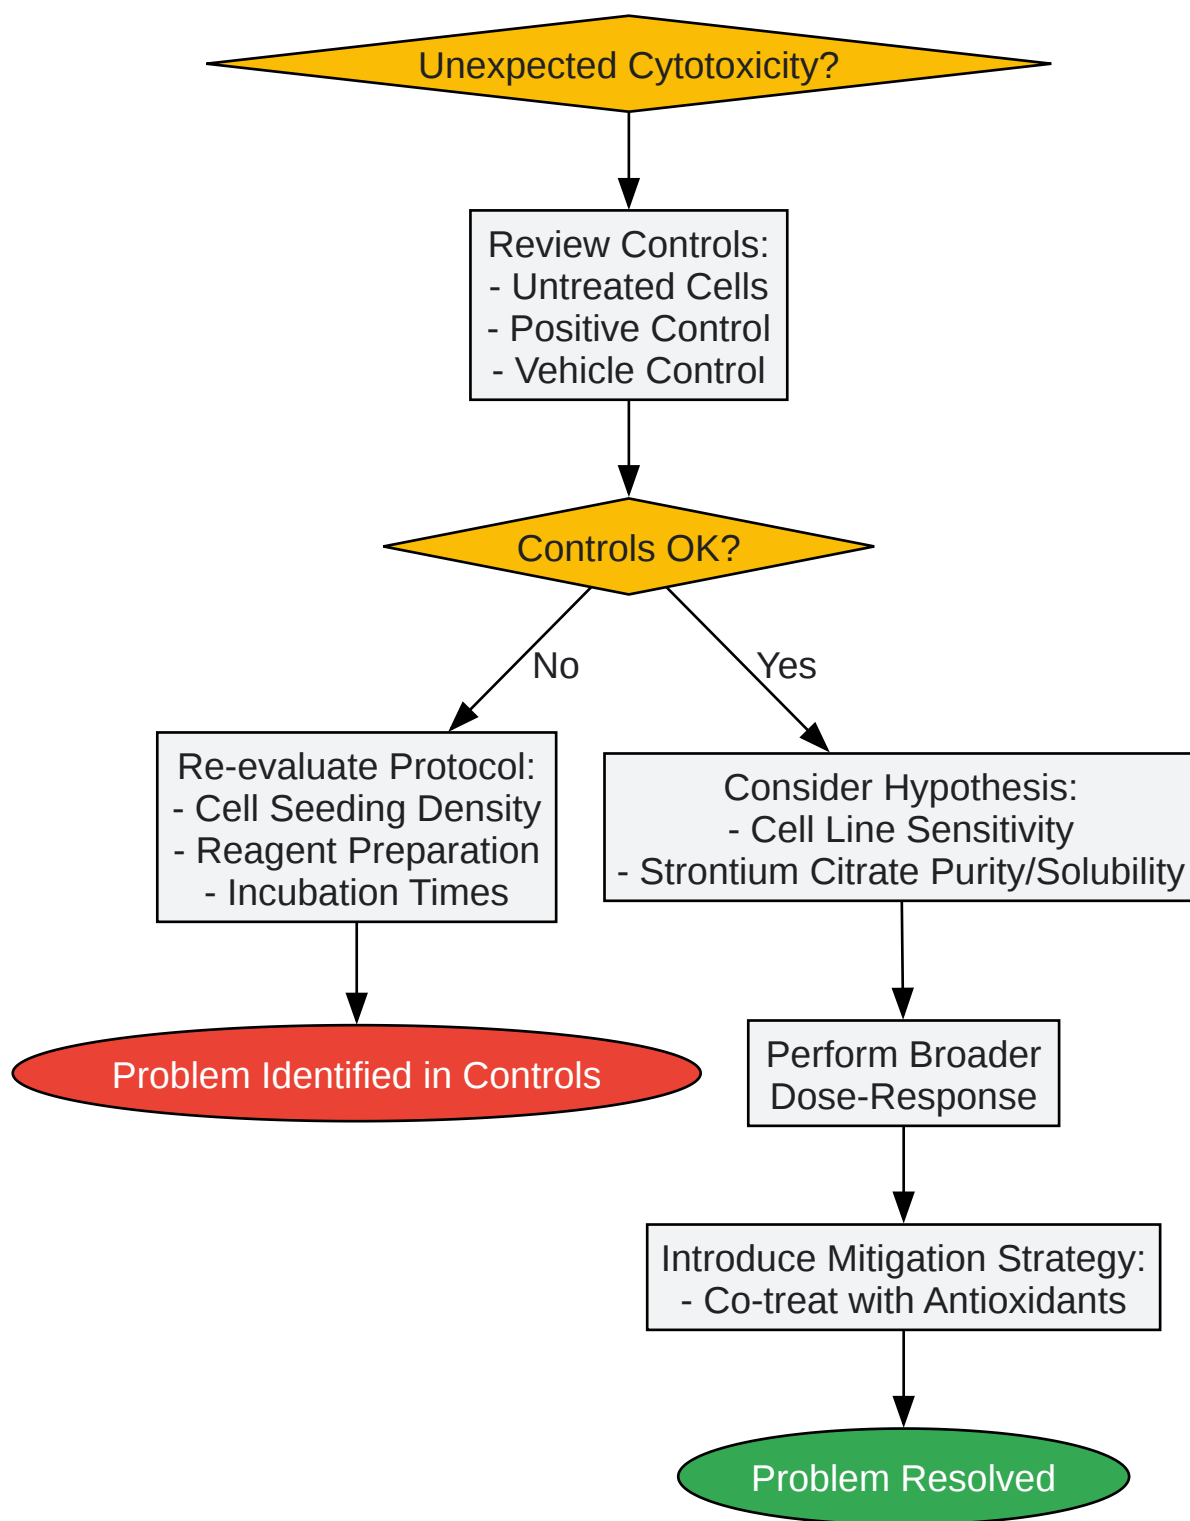 Unexpected Cytotoxicity?
Review Controls:
- Untreated Cells
- Positive Control
- Vehicle Control
Controls OK?
No
Yes
Re-evaluate Protocol:
- Cell Seeding Density
- Reagent Preparation
- Incubation Times
Consider Hypothesis:
- Cell Line Sensitivity
- Strontium Citrate Purity/Solubility
Problem Identified in Controls
Perform Broader
Dose-Response
Introduce Mitigation Strategy:
- Co-treat with Antioxidants
Problem Resolved